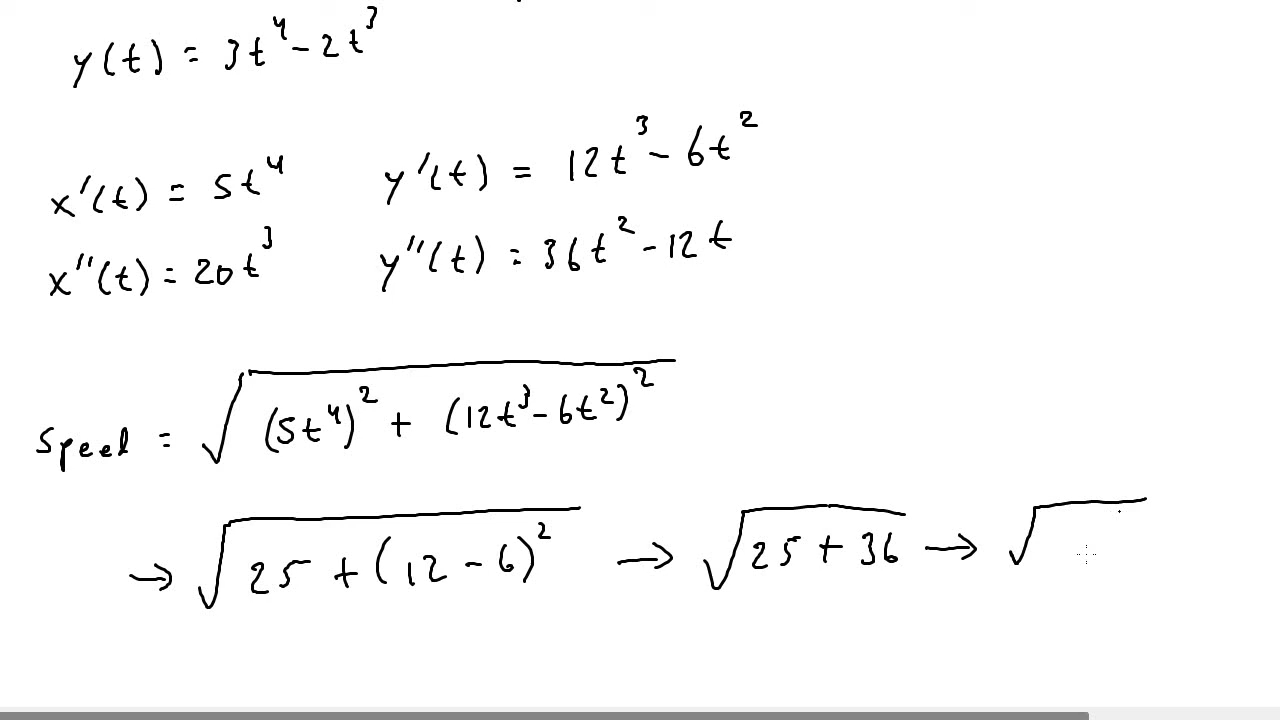 y(t) = 3t⁴ - 2t³
x'(t) = 5t⁴ y'(t) = 12t³ - 6t²
x''(t) = 20t³ y''(t) = 36t² - 12t
speed = √((5t⁴)² + (12t³ - 6t²)²)
→ √(25 + (12 - 6)²) → √(25 + 36) → √